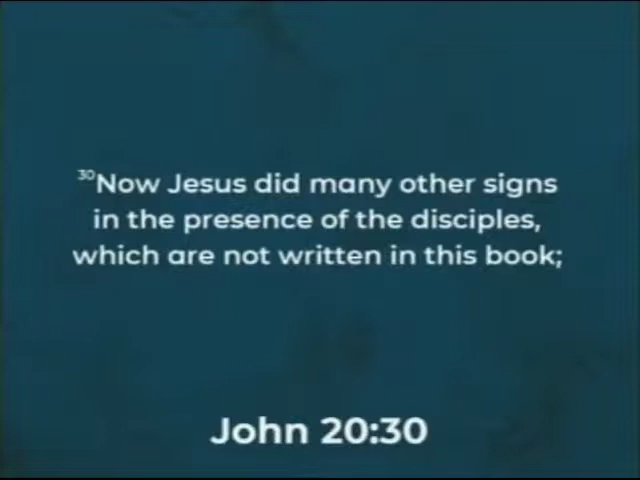 30Now Jesus did many other signs
in the presence of the disciples,
which are not written in this book;
John 20:30